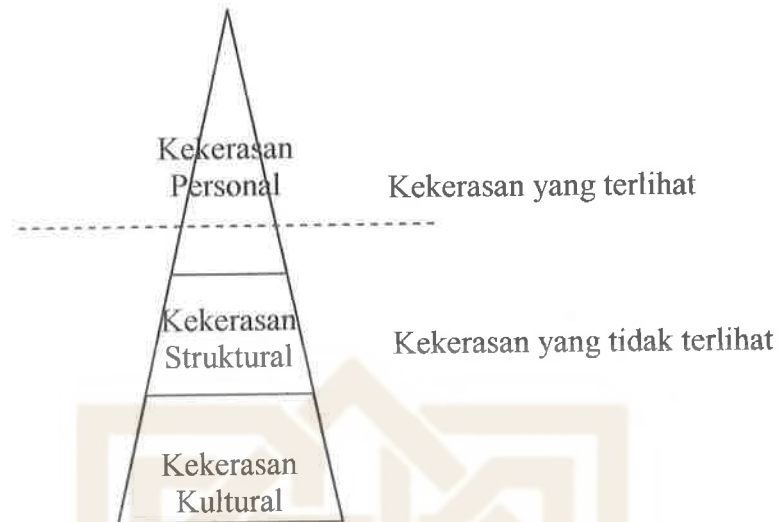 Kekerasan
Personal
Kekerasan yang terlihat
Kekerasan
Struktural
Kekerasan yang tidak terlihat
Kekerasan
Kultural